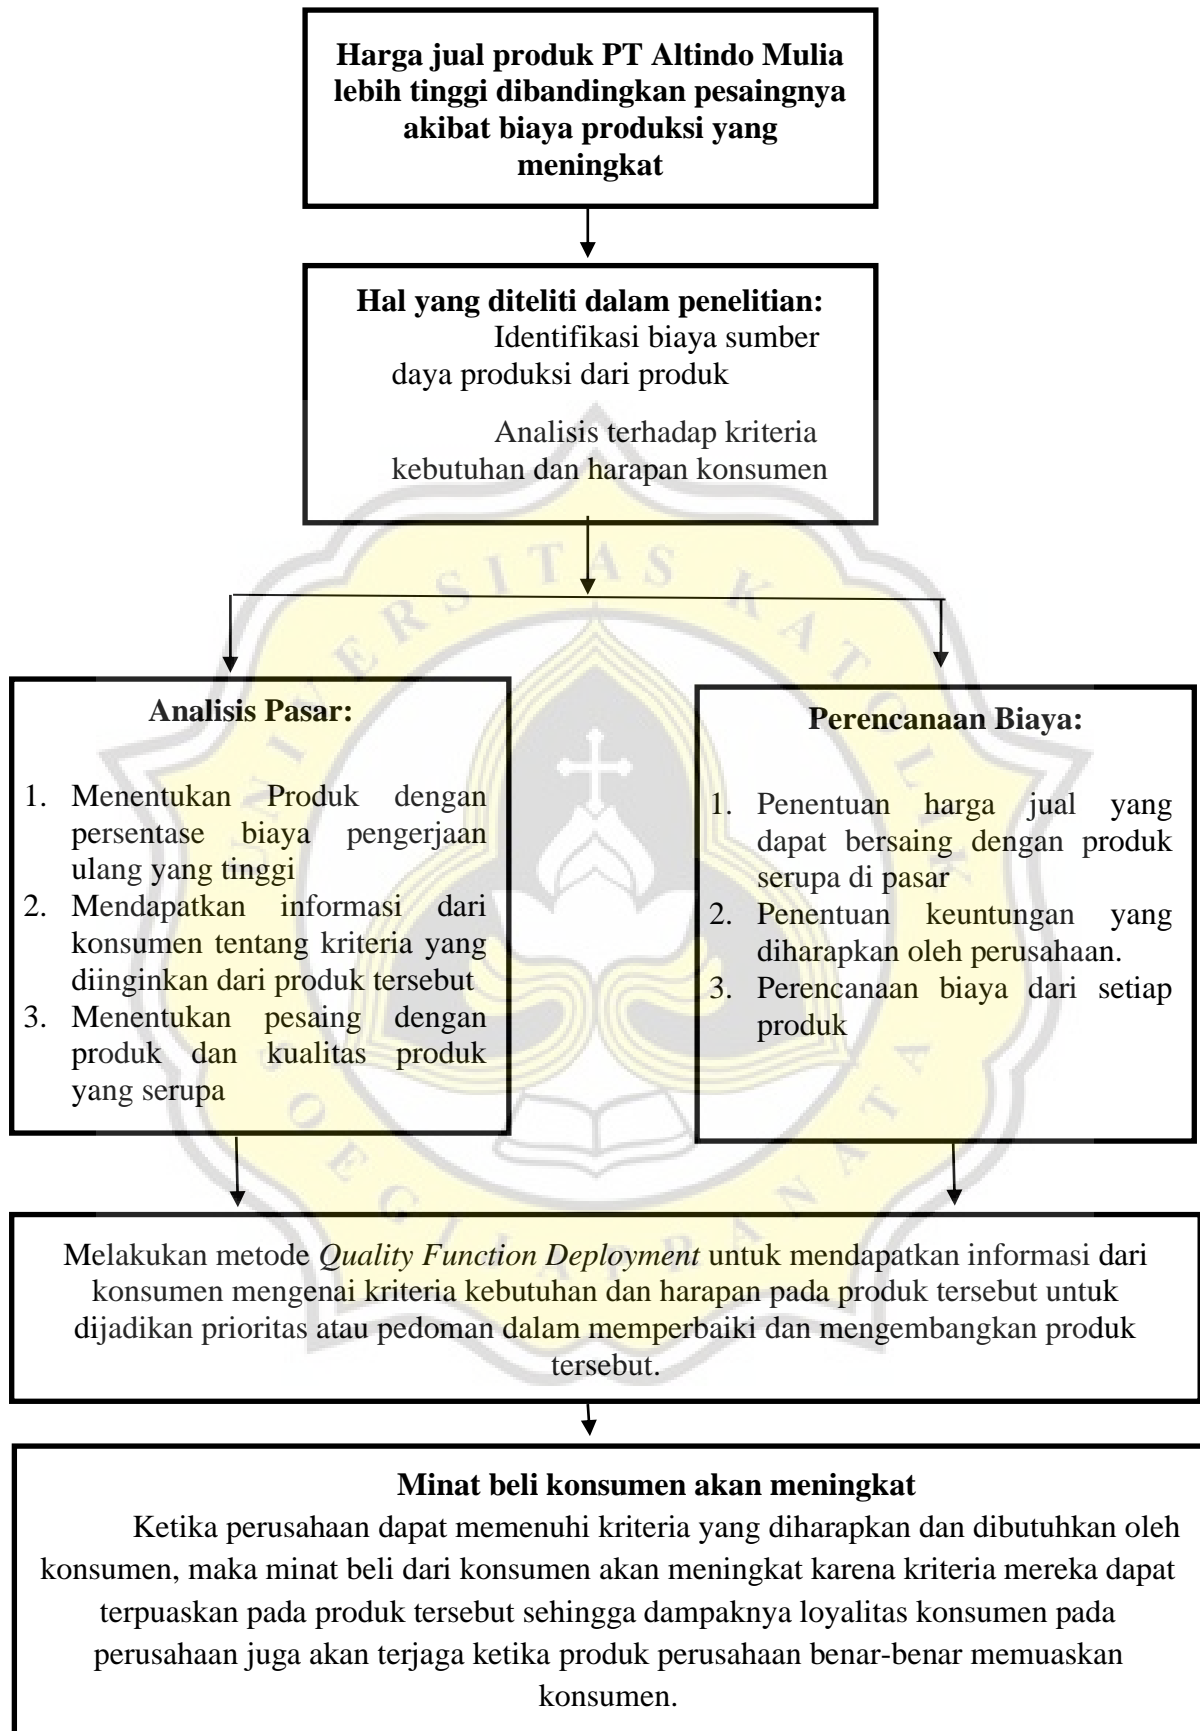 Harga jual produk PT Altindo Mulia
lebih tinggi dibandingkan pesaingnya
akibat biaya produksi yang
meningkat
Hal yang diteliti dalam penelitian:
Identifikasi biaya sumber
daya produksi dari produk
Analisis terhadap kriteria
kebutuhan dan harapan konsumen
UNIVERSITAS KATOLIK
Analisis Pasar:
1. Menentukan Produk dengan
persentase biaya pengerjaan
ulang yang tinggi
2. Mendapatkan informasi dari
konsumen tentang kriteria yang
diinginkan dari produk tersebut
3. Menentukan pesaing dengan
produk dan kualitas produk
yang serupa
Perencanaan Biaya:
1. Penentuan harga jual yang
dapat bersaing dengan produk
serupa di pasar
2. Penentuan keuntungan yang
diharapkan oleh perusahaan.
3. Perencanaan biaya dari setiap
produk
SOEGIJAPRANATA
Melakukan metode Quality Function Deployment untuk mendapatkan informasi dari
konsumen mengenai kriteria kebutuhan dan harapan pada produk tersebut untuk
dijadikan prioritas atau pedoman dalam memperbaiki dan mengembangkan produk
tersebut.
Minat beli konsumen akan meningkat
Ketika perusahaan dapat memenuhi kriteria yang diharapkan dan dibutuhkan oleh
konsumen, maka minat beli dari konsumen akan meningkat karena kriteria mereka dapat
terpuaskan pada produk tersebut sehingga dampaknya loyalitas konsumen pada
perusahaan juga akan terjaga ketika produk perusahaan benar-benar memuaskan
konsumen.